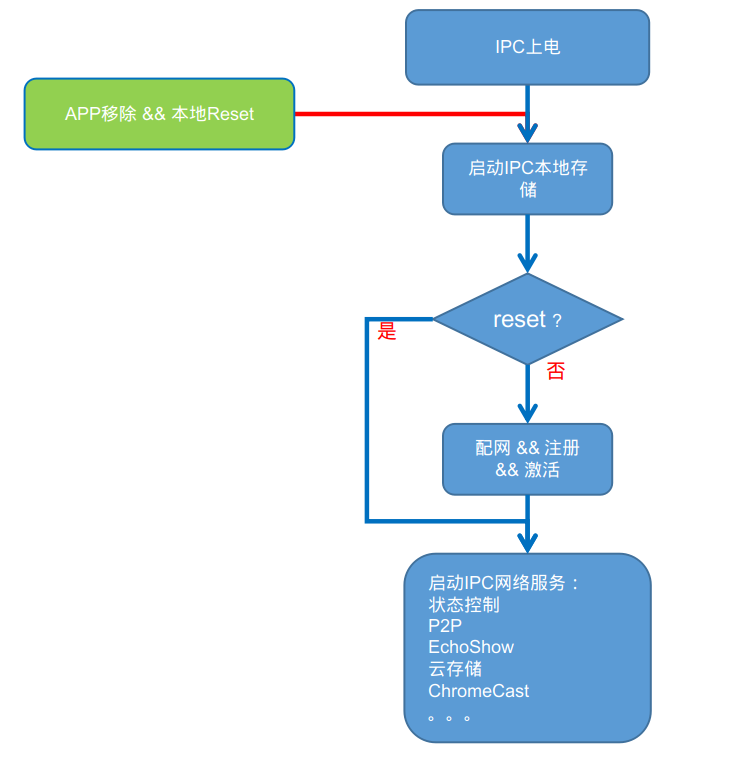 IPC上电
APP移除 && 本地Reset
启动IPC本地存
储
reset ?
是
否
配网 && 注册
&& 激活
启动IPC网络服务：
状态控制
P2P
EchoShow
云存储
ChromeCast
。。。